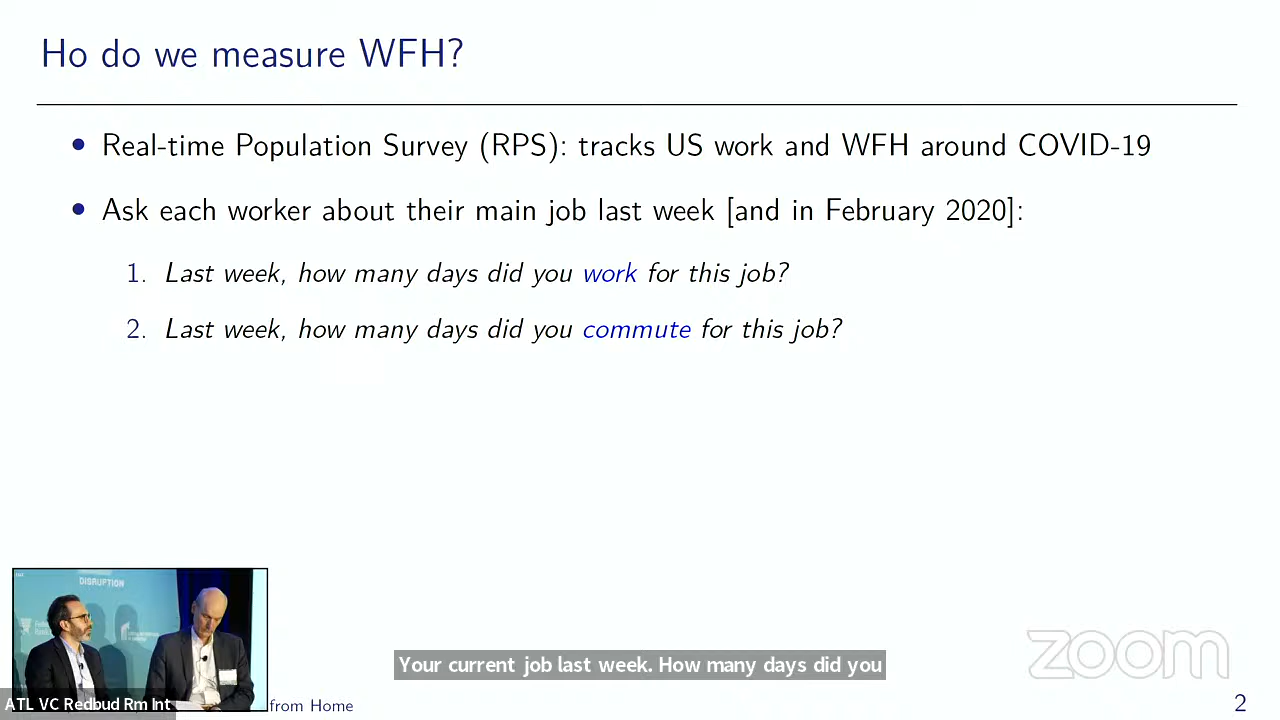 Ho do we measure WFH?
• Real-time Population Survey (RPS): tracks US work and WFH around COVID-19
• Ask each worker about their main job last week [and in February 2020]:
1. Last week, how many days did you work for this job?
2. Last week, how many days did you commute for this job?
DISRUPTION
zoom
Your current job last week. How many days did you
ATL VC Redbud Rm Int
from Home
2